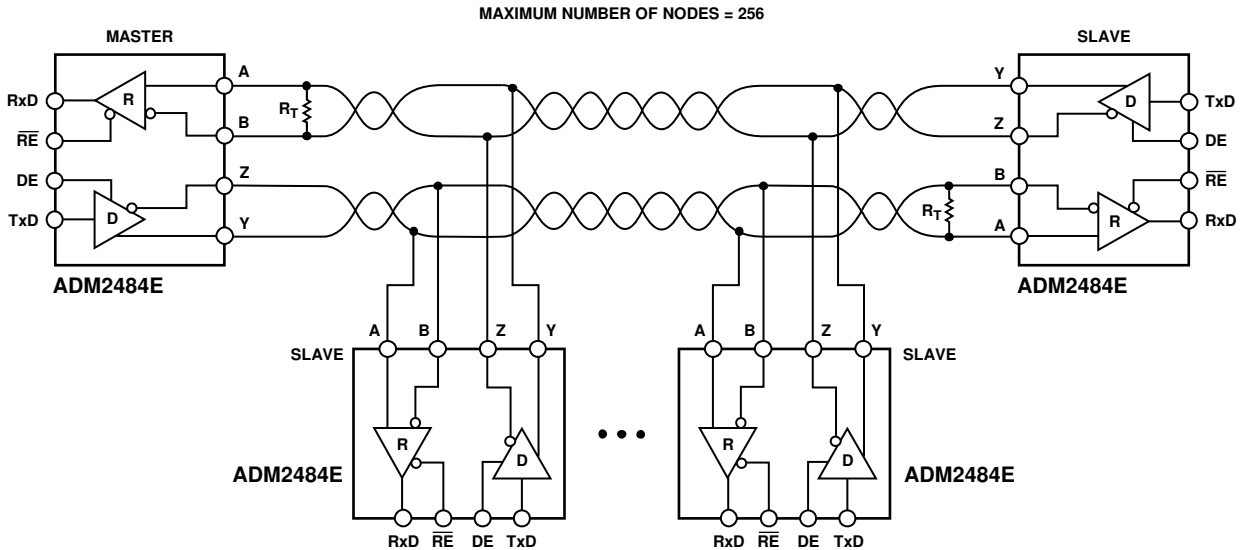 MAXIMUM NUMBER OF NODES = 256
MASTER
SLAVE
A
Y
RxD
R
RT
D
TxD
B
Z
RE
DE
DE
Z
B
RE
TxD
D
RT
R
RxD
Y
A
ADM2484E
ADM2484E
A
B
Z
Y
A
B
Z
Y
SLAVE
SLAVE
R
D
R
D
ADM2484E
ADM2484E
RxD RE DE TxD
RxD RE DE TxD